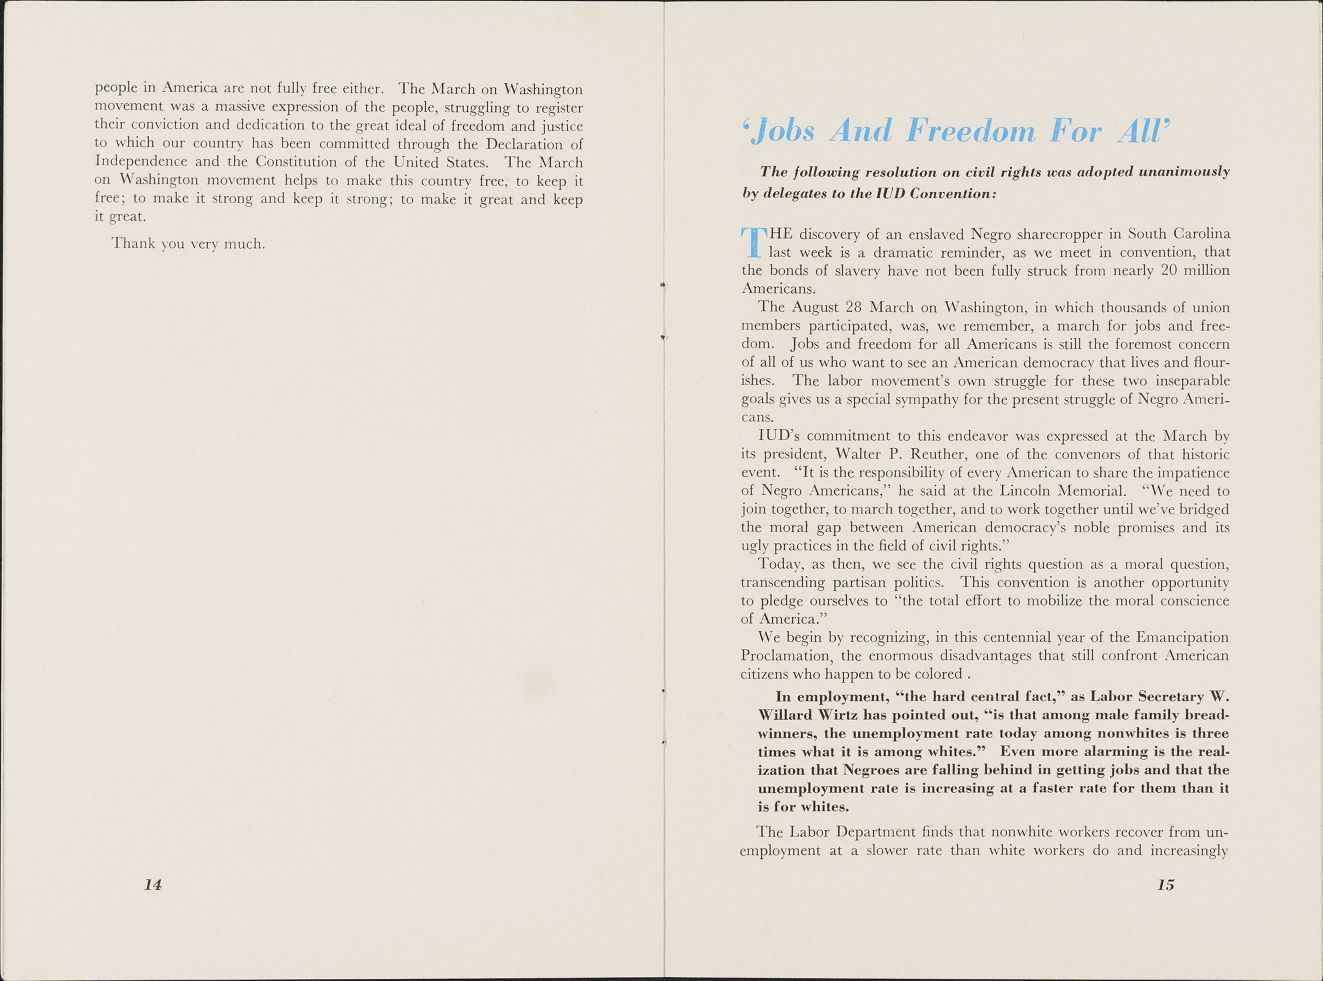 people in America are not fully free either. The March on Washington
movement was a massive expression of the people, struggling to register
their conviction and dedication to the great ideal of freedom and justice
to which our country has been committed through the Declaration of
Independence and the Constitution of the United States. The March
on Washington movement helps to make this country free, to keep it
free; to make it strong and keep it strong; to make it great and keep
it great.
Thank you very much.
14
‘Jobs And Freedom For All’
The following resolution on civil rights was adopted unanimously
by delegates to the IUD Convention:
THE discovery of an enslaved Negro sharecropper in South Carolina
last week is a dramatic reminder, as we meet in convention, that
the bonds of slavery have not been fully struck from nearly 20 million
Americans.
The August 28 March on Washington, in which thousands of union
members participated, was, we remember, a march for jobs and free-
dom. Jobs and freedom for all Americans is still the foremost concern
of all of us who want to see an American democracy that lives and flour-
ishes. The labor movement’s own struggle for these two inseparable
goals gives us a special sympathy for the present struggle of Negro Ameri-
cans.
IUD’s commitment to this endeavor was expressed at the March by
its president, Walter P. Reuther, one of the convenors of that historic
event. “It is the responsibility of every American to share the impatience
of Negro Americans,” he said at the Lincoln Memorial. “We need to
join together, to march together, and to work together until we’ve bridged
the moral gap between American democracy’s noble promises and its
ugly practices in the field of civil rights.”
Today, as then, we see the civil rights question as a moral question,
transcending partisan politics. This convention is another opportunity
to pledge ourselves to “the total effort to mobilize the moral conscience
of America.”
We begin by recognizing, in this centennial year of the Emancipation
Proclamation, the enormous disadvantages that still confront American
citizens who happen to be colored .
In employment, “the hard central fact,” as Labor Secretary W.
Willard Wirtz has pointed out, “is that among male family bread-
winners, the unemployment rate today among nonwhites is three
times what it is among whites.” Even more alarming is the real-
ization that Negroes are falling behind in getting jobs and that the
unemployment rate is increasing at a faster rate for them than it
is for whites.
The Labor Department finds that nonwhite workers recover from un-
employment at a slower rate than white workers do and increasingly
15